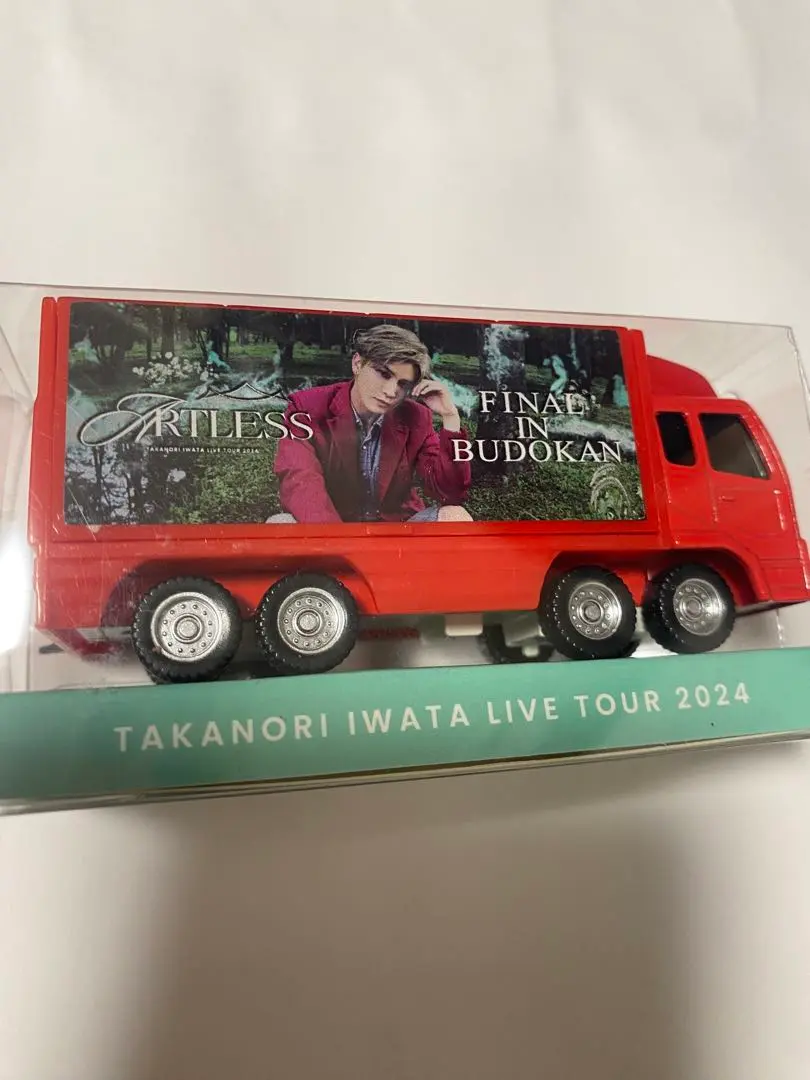 ARTLESS
TAKANORI IWATA LIVE TOUR 2024
FINAL
IN
BUDOKAN
TAKANORI IWATA LIVE TOUR 2024